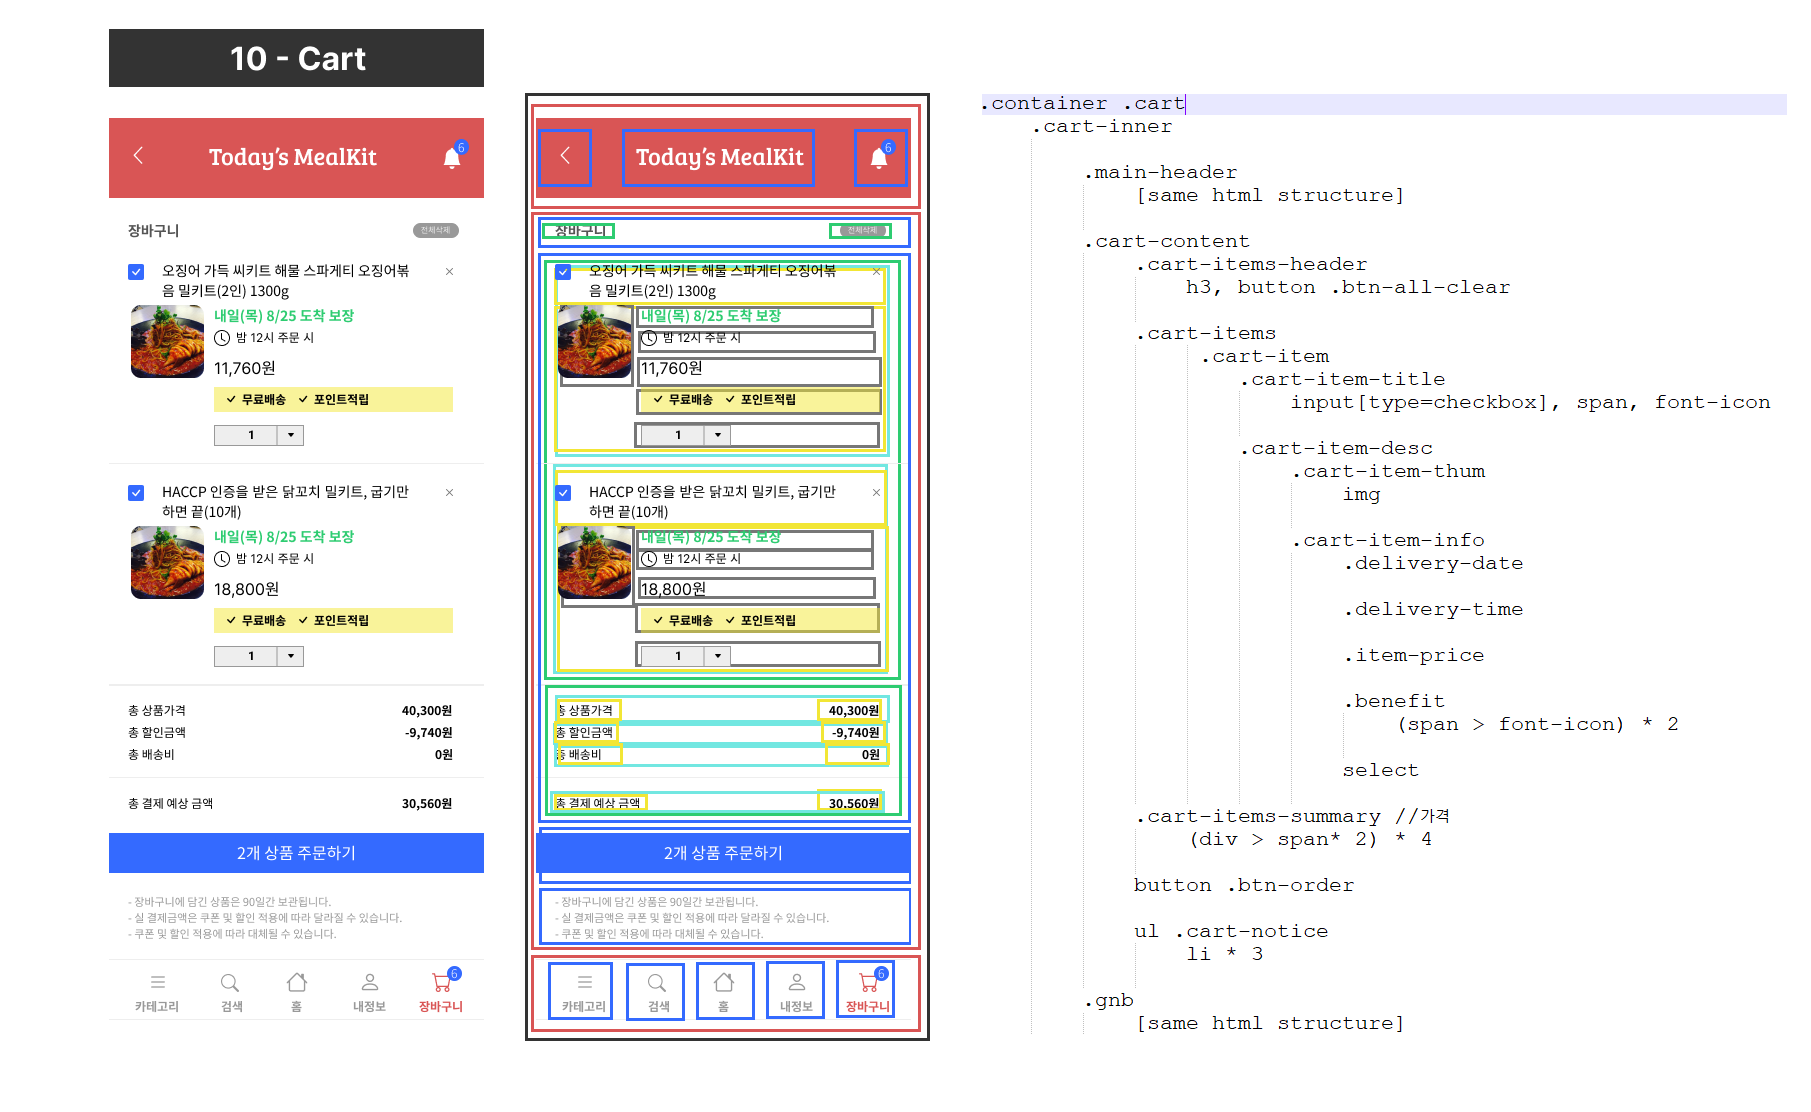 10 - Cart
Today's MealKit
6
장바구니
전체삭제
오징어 가득 씨키트 해물 스파게티 오징어볶
음 밀키트(2인) 1300g
×
내일(목) 8/25 도착 보장
밤 12시 주문 시
11,760원
무료배송 포인트적립
1
HACCP 인증을 받은 닭꼬치 밀키트, 굽기만
하면 끝(10개)
×
내일(목) 8/25 도착 보장
밤 12시 주문 시
18,800원
무료배송 포인트적립
1
총 상품가격 40,300원
총 할인금액 -9,740원
총 배송비 0원
총 결제 예상 금액 30,560원
2개 상품 주문하기
- 장바구니에 담긴 상품은 90일간 보관됩니다.
- 실 결제금액은 쿠폰 및 할인 적용에 따라 달라질 수 있습니다.
- 쿠폰 및 할인 적용에 따라 대체될 수 있습니다.
6
카테고리 검색 홈 내정보 장바구니
Today's MealKit
6
장바구니
전체삭제
오징어 가득 씨키트 해물 스파게티 오징어볶
음 밀키트(2인) 1300g
×
내일(목) 8/25 도착 보장
밤 12시 주문 시
11,760원
무료배송 포인트적립
1
HACCP 인증을 받은 닭꼬치 밀키트, 굽기만
하면 끝(10개)
×
내일(목) 8/25 도착 보장
밤 12시 주문 시
18,800원
무료배송 포인트적립
1
총 상품가격 40,300원
총 할인금액 -9,740원
총 배송비 0원
총 결제 예상 금액 30,560원
2개 상품 주문하기
- 장바구니에 담긴 상품은 90일간 보관됩니다.
- 실 결제금액은 쿠폰 및 할인 적용에 따라 달라질 수 있습니다.
- 쿠폰 및 할인 적용에 따라 대체될 수 있습니다.
6
카테고리 검색 홈 내정보 장바구니
.container .cart
.cart-inner
.main-header
[same html structure]
.cart-content
.cart-items-header
h3, button .btn-all-clear
.cart-items
.cart-item
.cart-item-title
input[type=checkbox], span, font-icon
.cart-item-desc
.cart-item-thum
img
.cart-item-info
.delivery-date
.delivery-time
.item-price
.benefit
(span > font-icon) * 2
select
.cart-items-summary //가격
(div > span* 2) * 4
button .btn-order
ul .cart-notice
li * 3
.gnb
[same html structure]